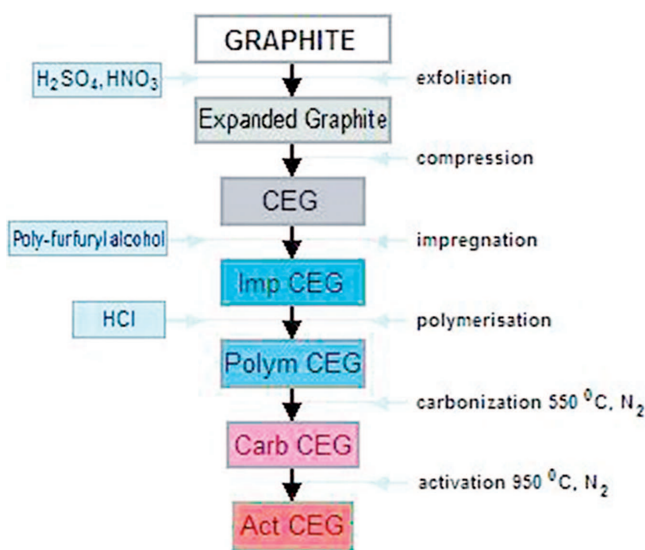 GRAPHITE
H₂SO₄, HNO₃
exfoliation
Expanded Graphite
compression
CEG
Poly-furfuryl alcohol
impregnation
Imp CEG
HCl
polymerisation
Polym CEG
carbonization 550 ⁰C, N₂
Carb CEG
activation 950 ⁰C, N₂
Act CEG